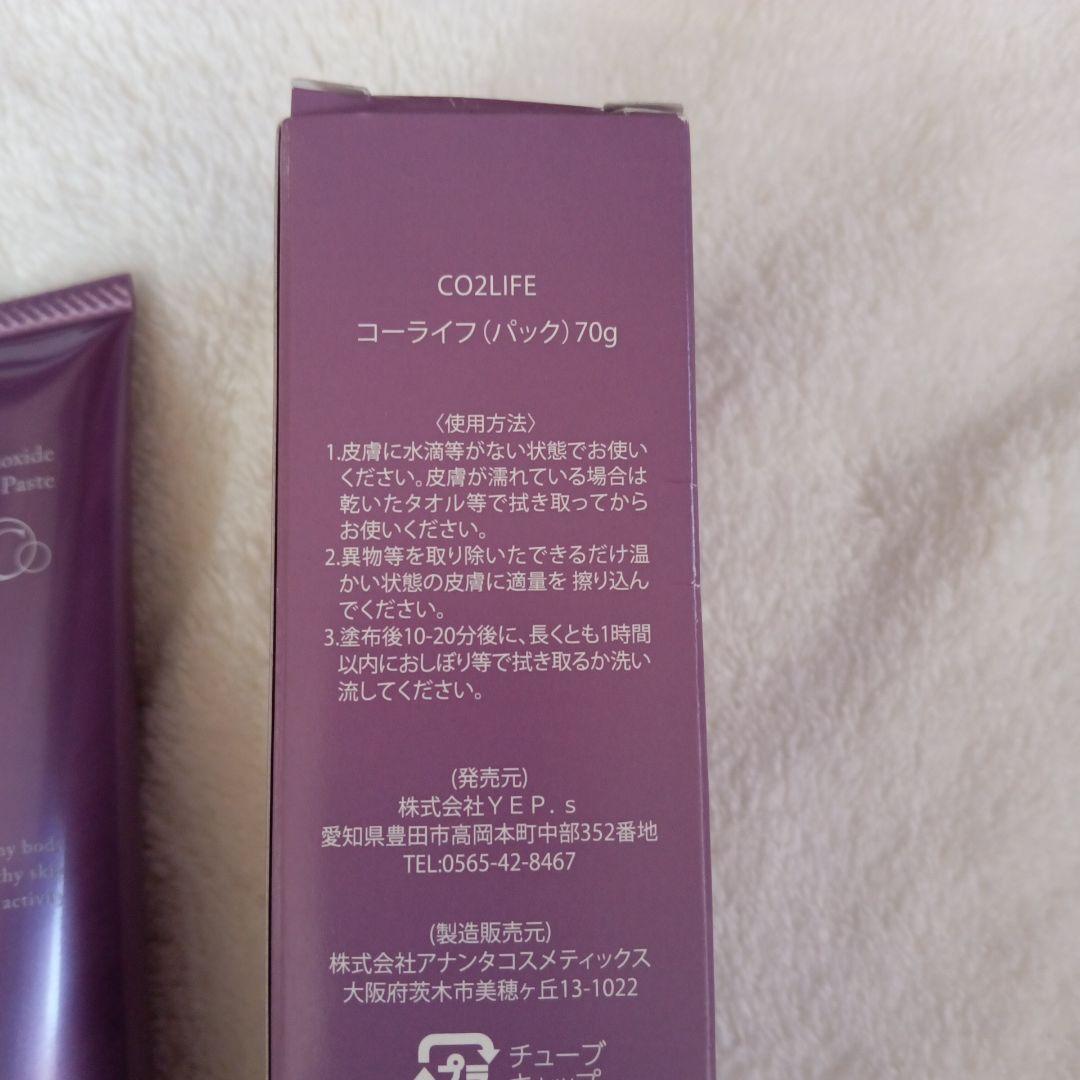 CO2LIFE
コーライフ(パック)70g
〈使用方法〉
1.皮膚に水滴等がない状態でお使い
ください。皮膚が濡れている場合は
乾いたタオル等で拭き取ってから
お使いください。
2.異物等を取り除いたできるだけ温
かい状態の皮膚に適量を 擦り込ん
でください。
3.塗布後10-20分後に、長くとも1時間
以内におしぼり等で拭き取るか洗い
流してください。
(発売元)
株式会社ＹＥＰ.ｓ
愛知県豊田市高岡本町中部352番地
TEL:0565-42-8467
(製造販売元)
株式会社アナンタコスメティックス
大阪府茨木市美穂ヶ丘13-1022
プラ
チューブ
キャップ
oxide
Paste
body
activity